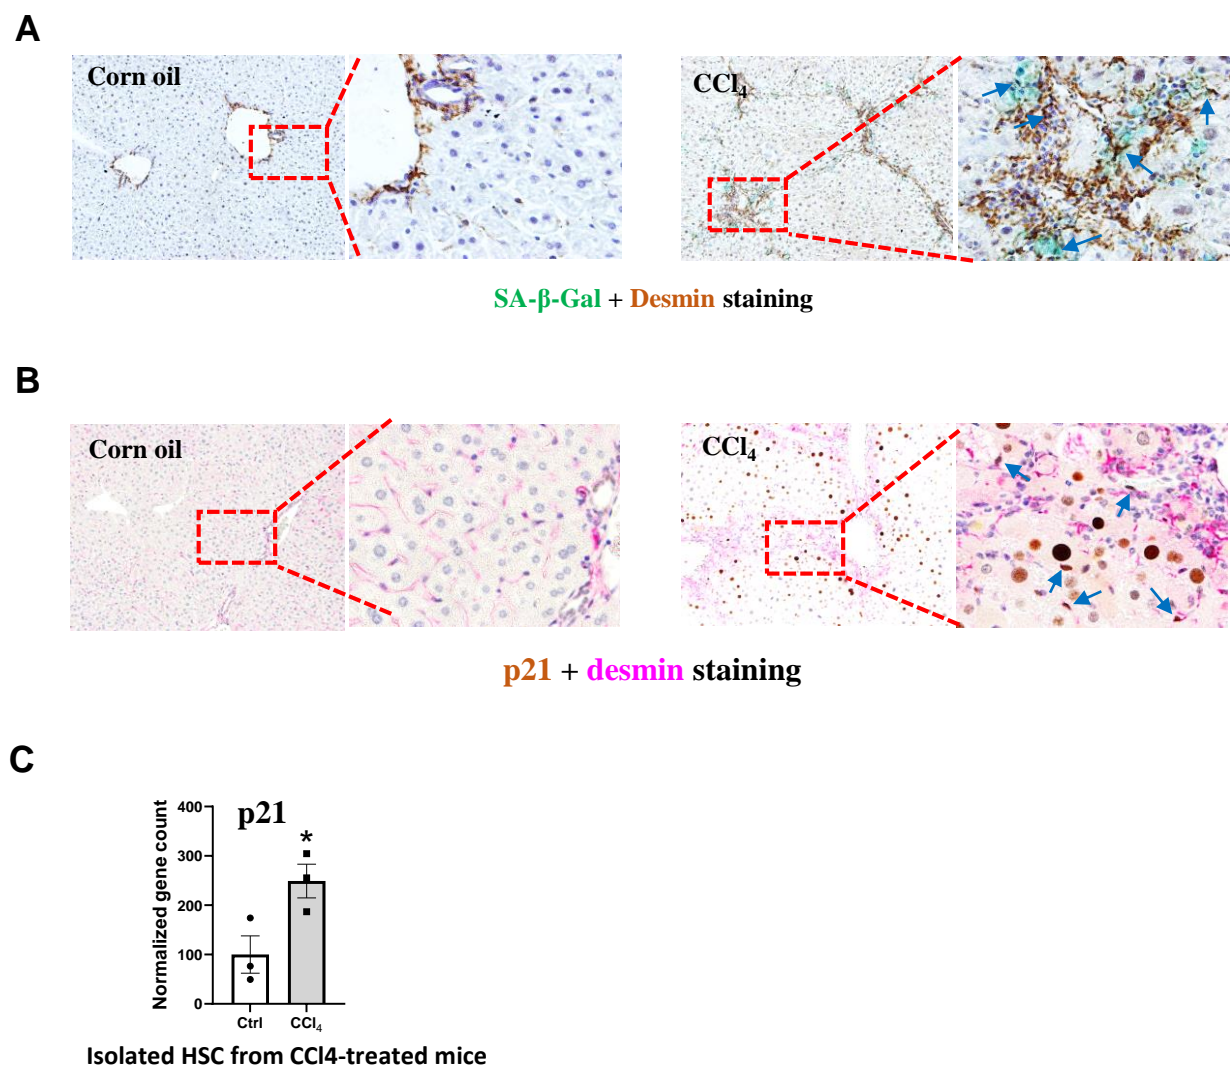 A
Corn oil
CCl₄
SA-β-Gal + Desmin staining
B
Corn oil
CCl₄
p21 + desmin staining
C
p21
*
Normalized gene count
400
300
200
100
0
Ctrl
CCl₄
Isolated HSC from CCl4-treated mice